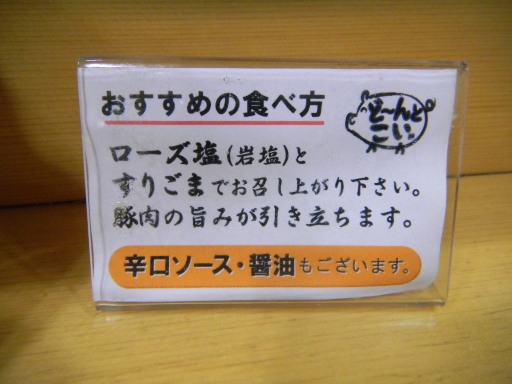 おすすめの食べ方
ど〜んと
こい
ローズ塩(岩塩)と
すりごまでお召し上がり下さい。
豚肉の旨みが引き立ちます。
辛口ソース・醤油もございます。